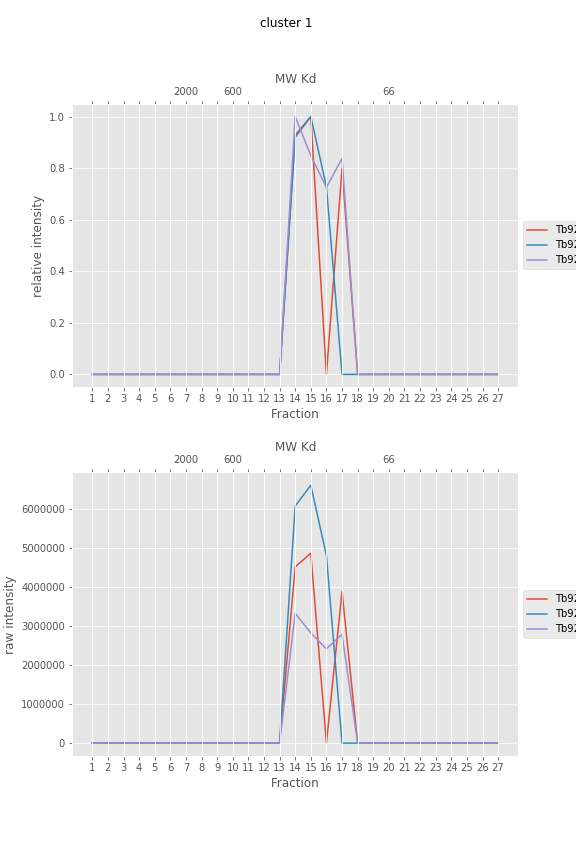 cluster 1
MW Kd
2000 600 66
1.0
0.8
0.6
0.4
0.2
0.0
relative intensity
Tb92
Tb92
Tb92
1 2 3 4 5 6 7 8 9 10 11 12 13 14 15 16 17 18 19 20 21 22 23 24 25 26 27
Fraction
MW Kd
2000 600 66
6000000
5000000
4000000
3000000
2000000
1000000
0
raw intensity
Tb92
Tb92
Tb92
1 2 3 4 5 6 7 8 9 10 11 12 13 14 15 16 17 18 19 20 21 22 23 24 25 26 27
Fraction